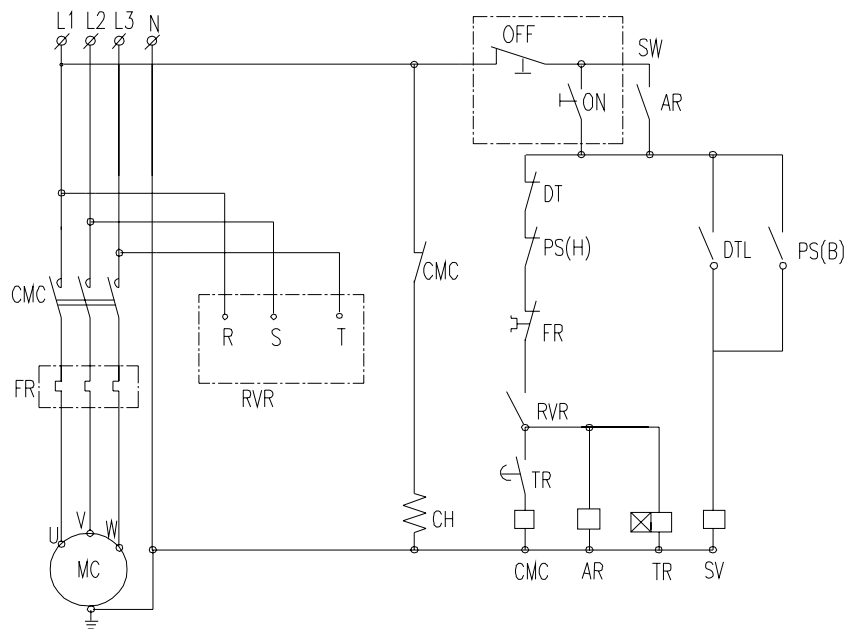 L1 L2 L3 N
OFF
SW
ON
AR
DT
PS(H)
DTL
PS(B)
CMC
CMC
R S T
FR
FR
RVR
RVR
TR
CH
U V W
MC
CMC AR TR SV